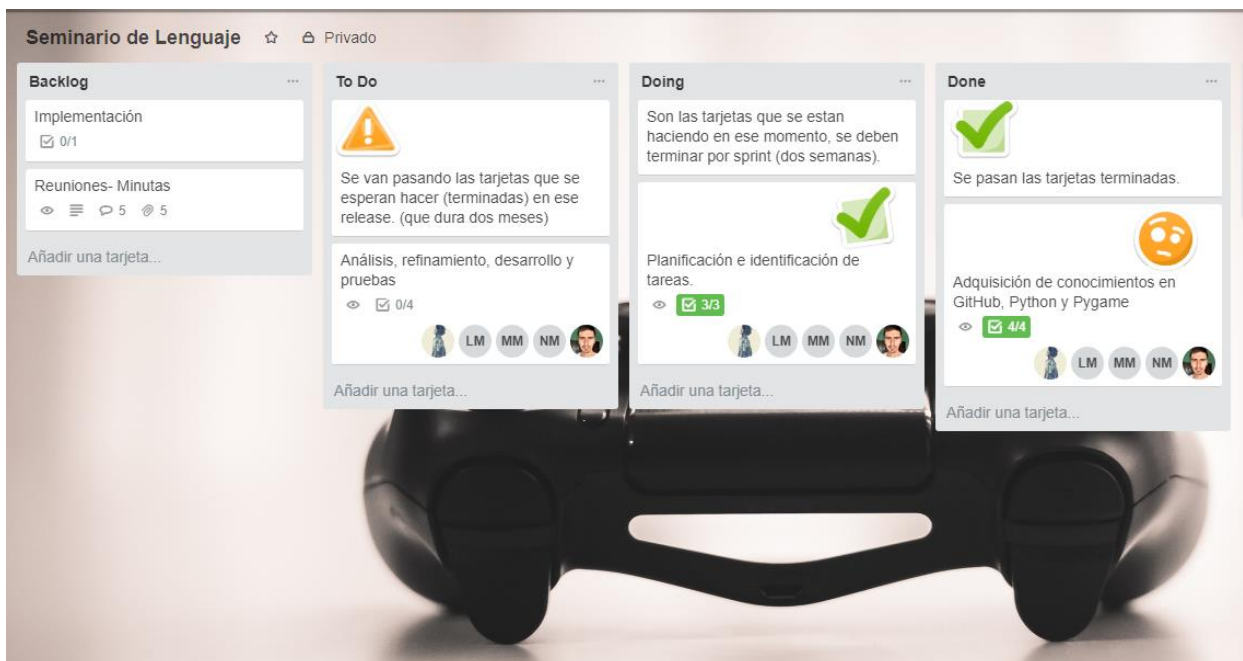 Seminario de Lenguaje
Privado
Backlog
Implementación
0/1
Reuniones- Minutas
5 5
Añadir una tarjeta...
To Do
Se van pasando las tarjetas que se
esperan hacer (terminadas) en ese
release. (que dura dos meses)
Análisis, refinamiento, desarrollo y
pruebas
0/4
LM MM NM
Añadir una tarjeta...
Doing
Son las tarjetas que se estan
haciendo en ese momento, se deben
terminar por sprint (dos semanas).
Planificación e identificación de
tareas.
3/3
LM MM NM
Añadir una tarjeta...
Done
Se pasan las tarjetas terminadas.
Adquisición de conocimientos en
GitHub, Python y Pygame
4/4
LM MM NM
Añadir una tarjeta...